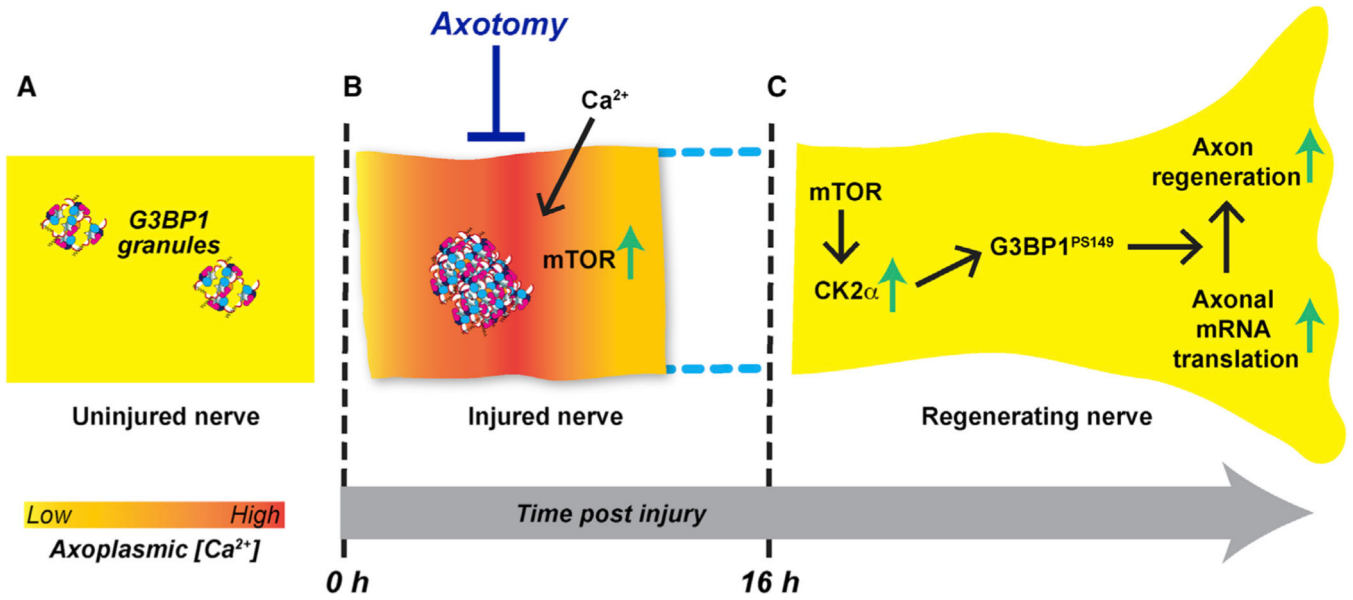 Axotomy
A
B
C
Ca²⁺
G3BP1
granules
mTOR
mTOR
CK2α
G3BP1ᴾˢ¹⁴⁹
Axon
regeneration
Axonal
mRNA
translation
Uninjured nerve
Injured nerve
Regenerating nerve
Low
High
Axoplasmic [Ca²⁺]
Time post injury
0 h
16 h